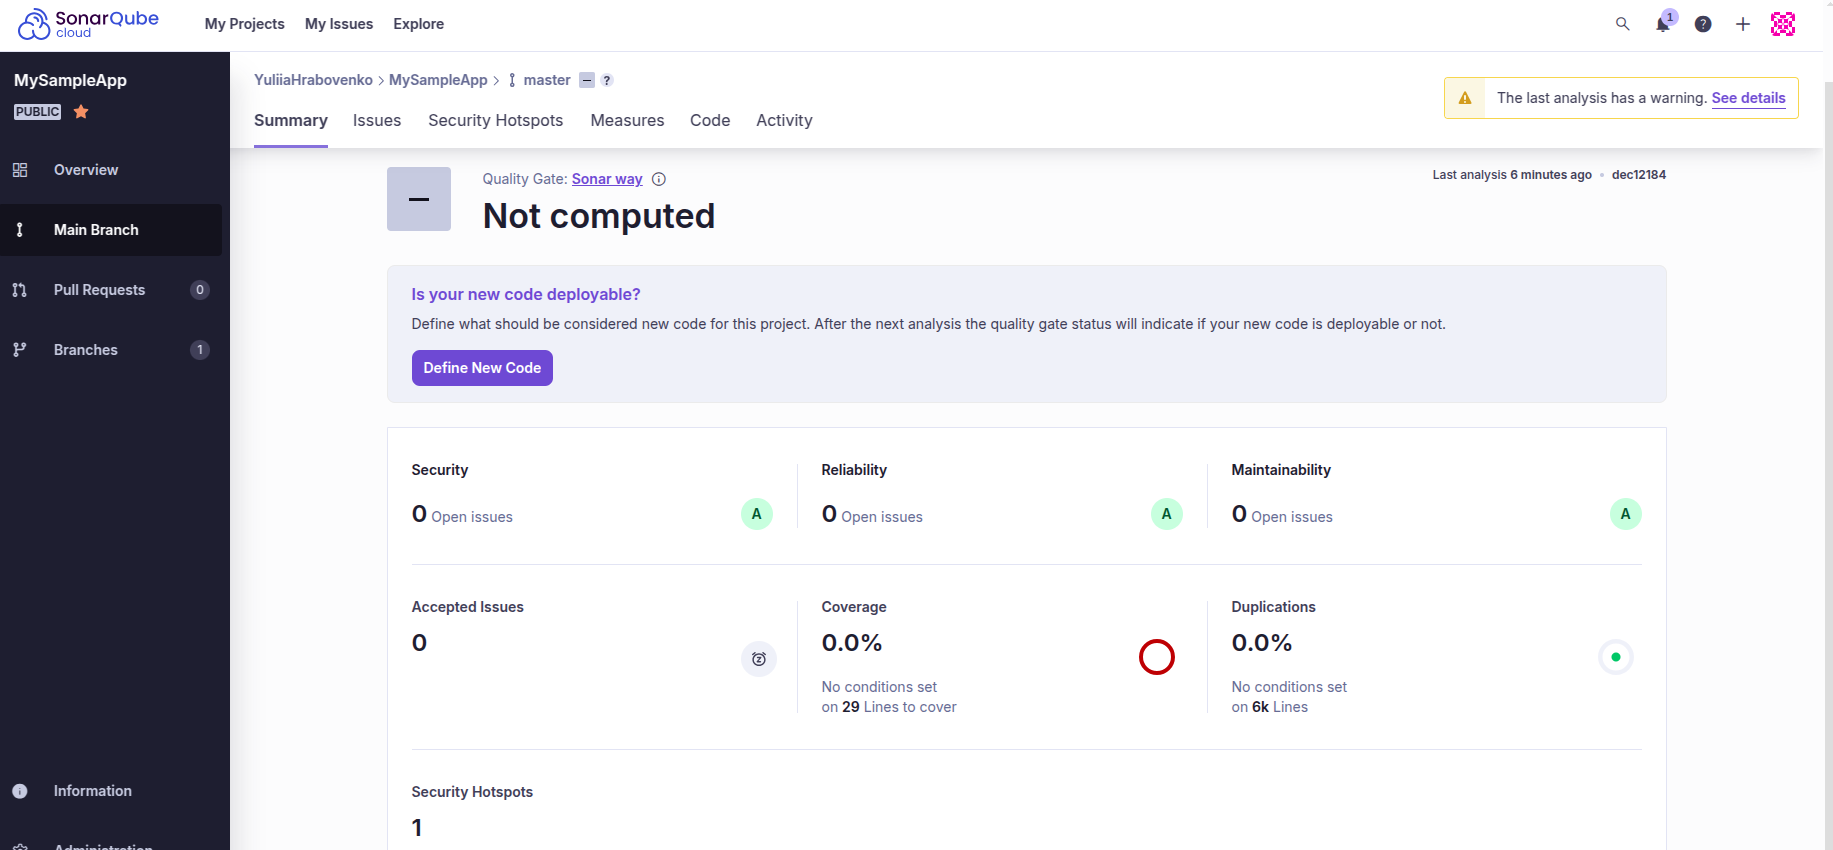 SonarQube cloud
My Projects My Issues Explore
1
?
MySampleApp
PUBLIC
Overview
Main Branch
Pull Requests 0
Branches 1
Information
Administration
YuliiaHrabovenko > MySampleApp > master – ?
The last analysis has a warning. See details
Summary Issues Security Hotspots Measures Code Activity
Quality Gate: Sonar way
Not computed
Last analysis 6 minutes ago • dec12184
Is your new code deployable?
Define what should be considered new code for this project. After the next analysis the quality gate status will indicate if your new code is deployable or not.
Define New Code
Security
0 Open issues A
Reliability
0 Open issues A
Maintainability
0 Open issues A
Accepted Issues
0
Coverage
0.0%
No conditions set
on 29 Lines to cover
Duplications
0.0%
No conditions set
on 6k Lines
Security Hotspots
1